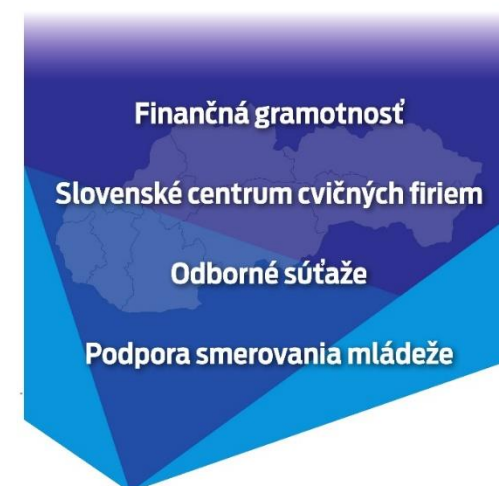 Finančná gramotnosť
Slovenské centrum cvičných firiem
Odborné súťaže
Podpora smerovania mládeže